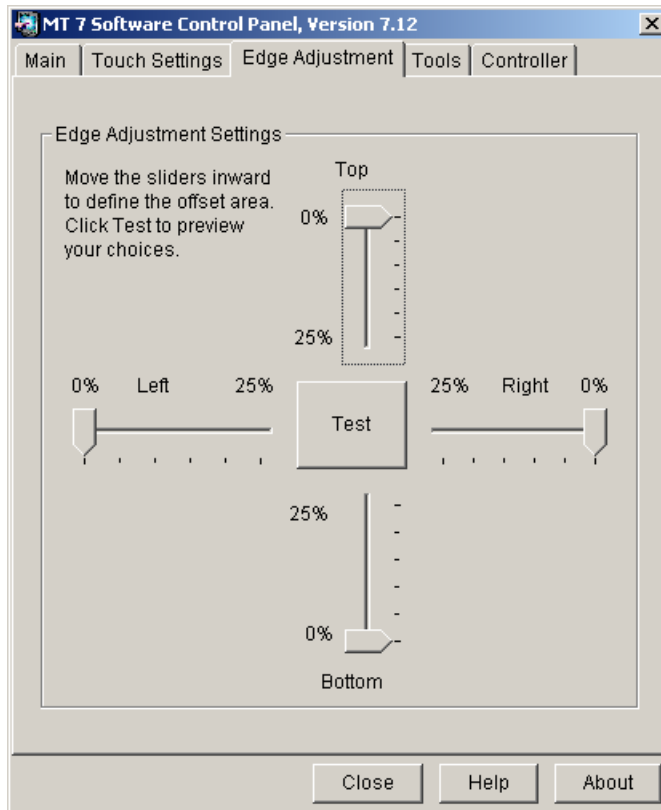 MT 7 Software Control Panel, Version 7.12
Main Touch Settings Edge Adjustment Tools Controller
Edge Adjustment Settings
Move the sliders inward
to define the offset area.
Click Test to preview
your choices.
Top
0%
25%
0% Left 25%
Test
25% Right 0%
25%
0%
Bottom
Close Help About